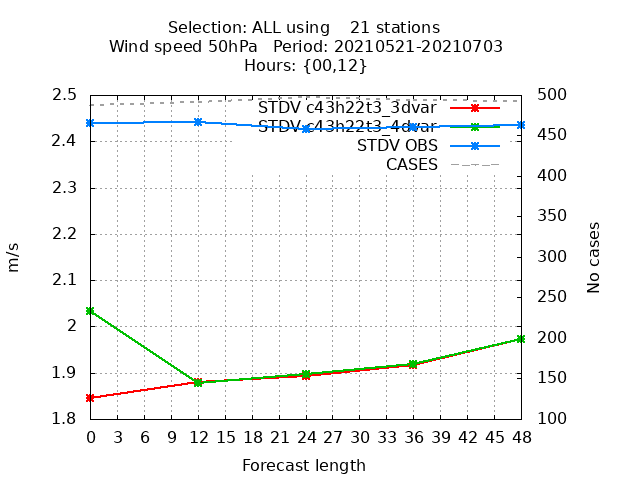 Selection: ALL using 21 stations
Wind speed 50hPa Period: 20210521-20210703
Hours: {00,12}
2.5 500
STDV c43h22t3_3dvar
STDV c43h22t3_4dvar
2.4 450
STDV OBS
CASES
2.3 400
2.2 350
2.1 300
2 250
1.9 200
1.8 150
100
m/s
No cases
0 3 6 9 12 15 18 21 24 27 30 33 36 39 42 45 48
Forecast length